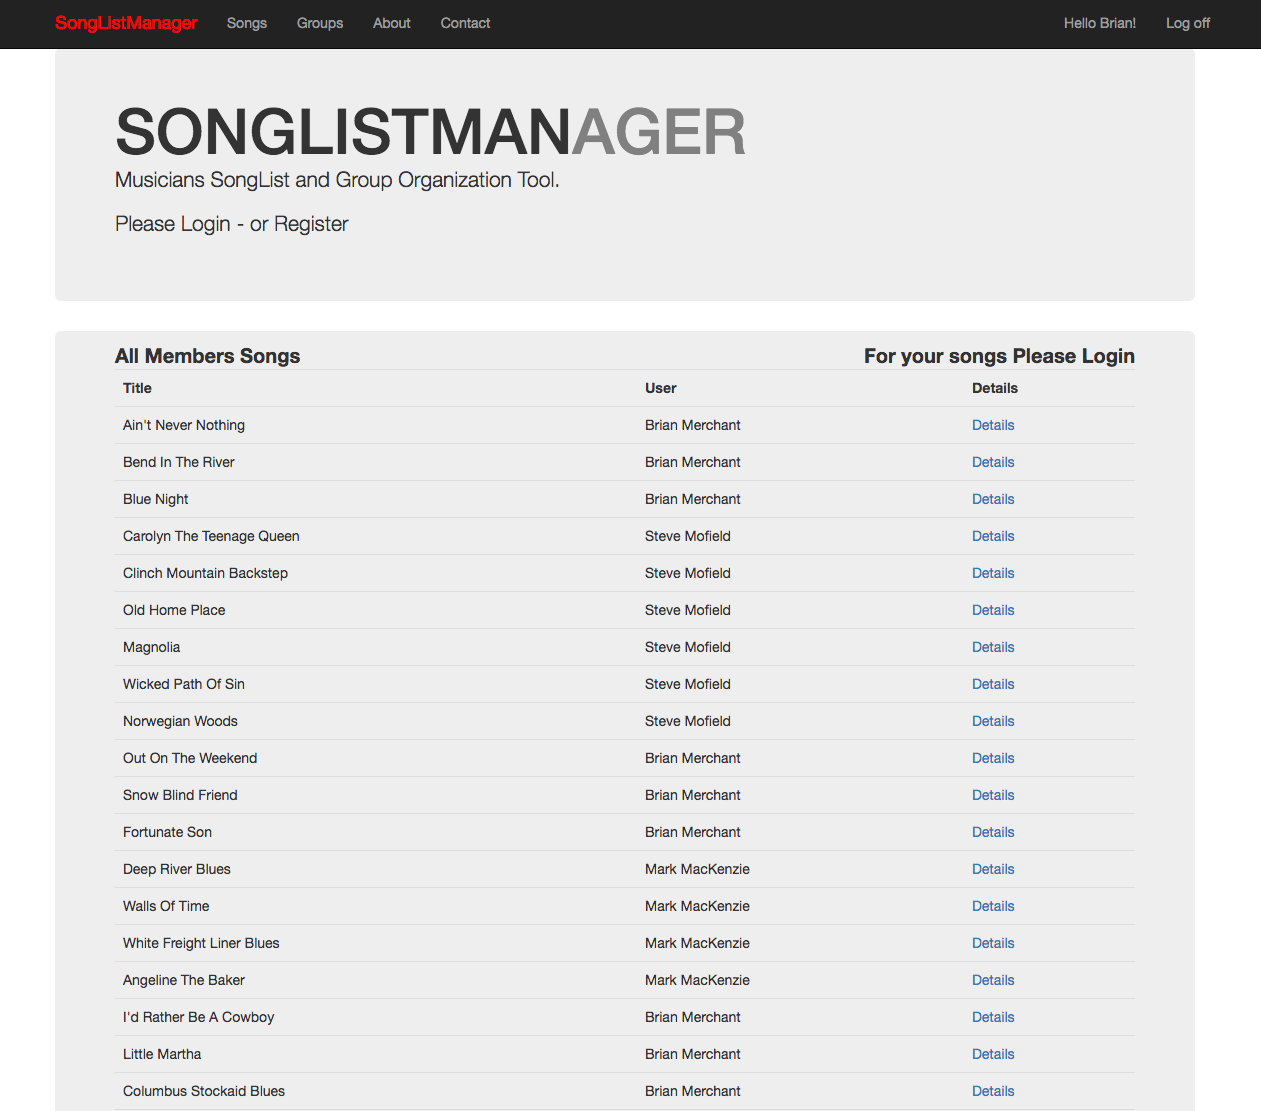 SongListManager Songs Groups About Contact Hello Brian! Log off
SONGLISTMANAGER
Musicians SongList and Group Organization Tool.
Please Login - or Register
All Members Songs For your songs Please Login
Title User Details
Ain't Never Nothing Brian Merchant Details
Bend In The River Brian Merchant Details
Blue Night Brian Merchant Details
Carolyn The Teenage Queen Steve Mofield Details
Clinch Mountain Backstep Steve Mofield Details
Old Home Place Steve Mofield Details
Magnolia Steve Mofield Details
Wicked Path Of Sin Steve Mofield Details
Norwegian Woods Steve Mofield Details
Out On The Weekend Brian Merchant Details
Snow Blind Friend Brian Merchant Details
Fortunate Son Brian Merchant Details
Deep River Blues Mark MacKenzie Details
Walls Of Time Mark MacKenzie Details
White Freight Liner Blues Mark MacKenzie Details
Angeline The Baker Mark MacKenzie Details
I'd Rather Be A Cowboy Brian Merchant Details
Little Martha Brian Merchant Details
Columbus Stockaid Blues Brian Merchant Details